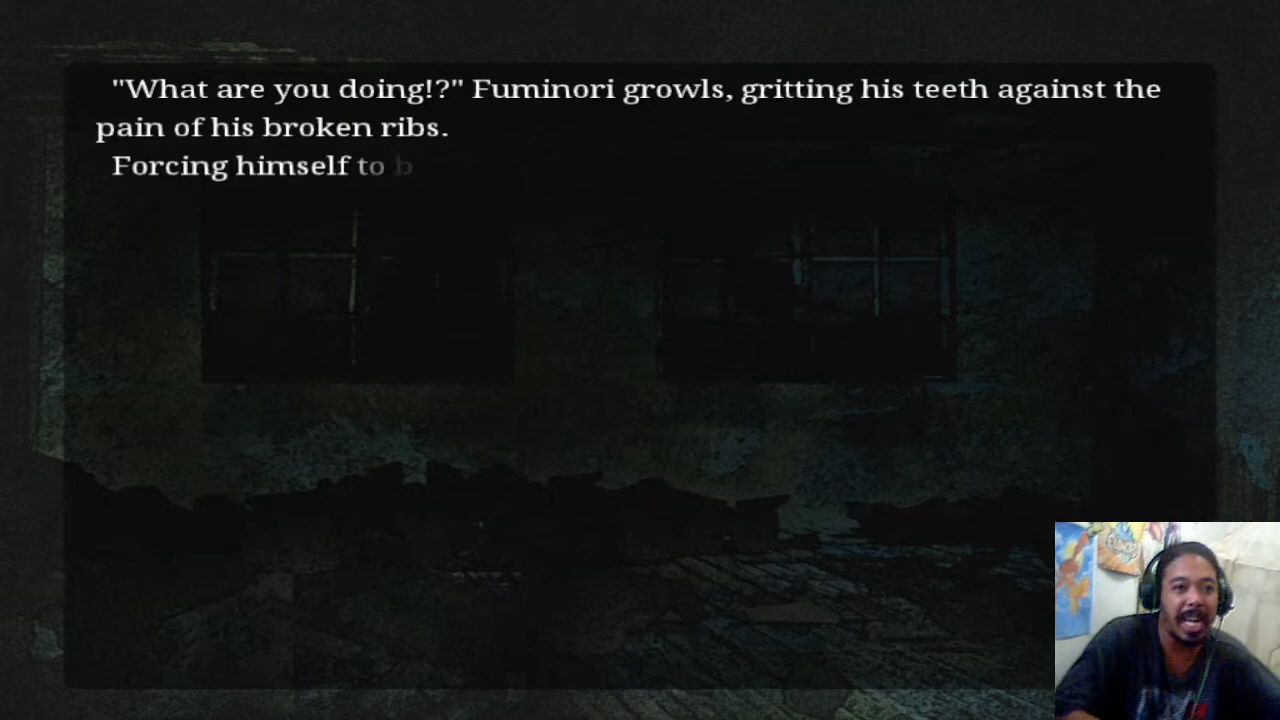 "What are you doing!?" Fuminori growls, gritting his teeth against the
pain of his broken ribs.
Forcing himself to b